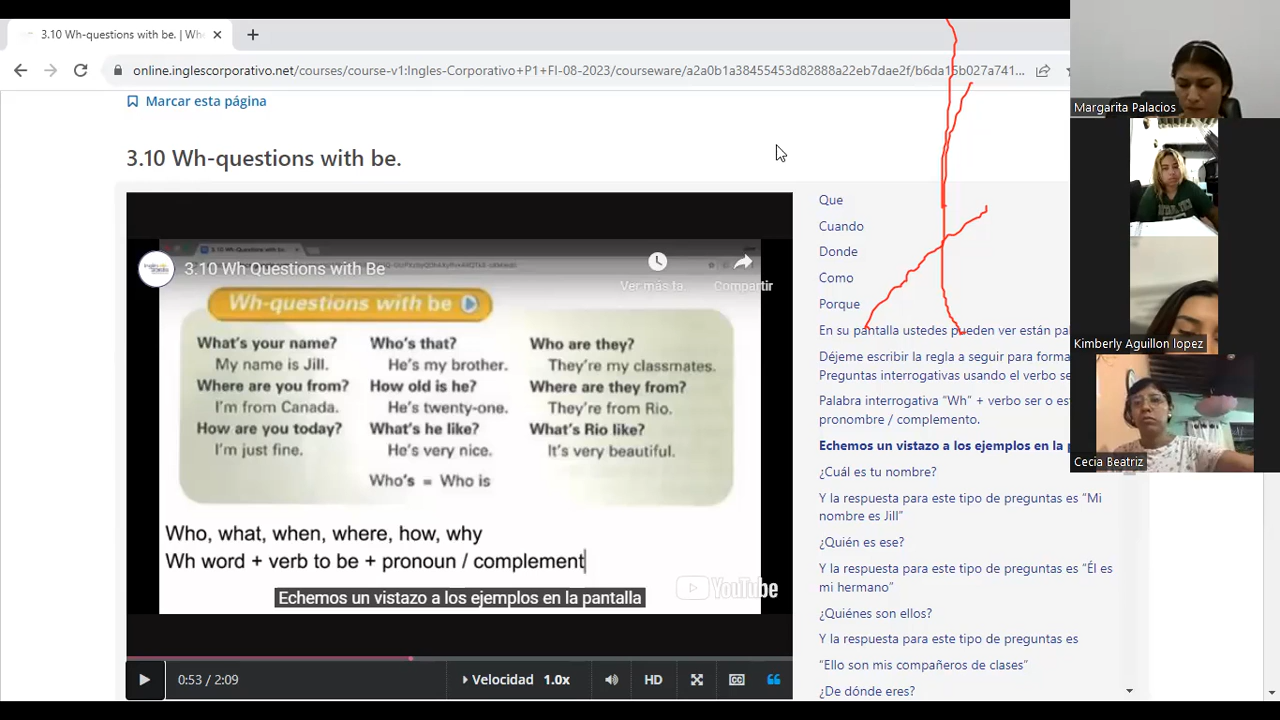 3.10 Wh-questions with be. | Wh
online.inglescorporativo.net/courses/course-v1:Ingles-Corporativo+P1+FI-08-2023/courseware/a2a0b1a38455453d82888a22eb7dae2f/b6da15b027a741...
Marcar esta página
3.10 Wh-questions with be.
3.10 Wh Questions with Be
Ver más ta.
Compartir
Wh-questions with be
What's your name?
My name is Jill.
Where are you from?
I'm from Canada.
How are you today?
I'm just fine.
Who's that?
He's my brother.
How old is he?
He's twenty-one.
What's he like?
He's very nice.
Who's = Who is
Who are they?
They're my classmates.
Where are they from?
They're from Rio.
What's Rio like?
It's very beautiful.
Who, what, when, where, how, why
Wh word + verb to be + pronoun / complement
Echemos un vistazo a los ejemplos en la pantalla
YouTube
0:53 / 2:09
Velocidad 1.0x
HD
Que
Cuando
Donde
Como
Porque
En su pantalla ustedes pueden ver están pa
Déjeme escribir la regla a seguir para forma
Preguntas interrogativas usando el verbo se
Palabra interrogativa “Wh” + verbo ser o es
pronombre / complemento.
Echemos un vistazo a los ejemplos en la p
¿Cuál es tu nombre?
Y la respuesta para este tipo de preguntas es “Mi
nombre es Jill”
¿Quién es ese?
Y la respuesta para este tipo de preguntas es “Él es
mi hermano”
¿Quiénes son ellos?
Y la respuesta para este tipo de preguntas es
“Ello son mis compañeros de clases”
¿De dónde eres?
Margarita Palacios
Kimberly Aguillon lopez
Cecia Beatriz